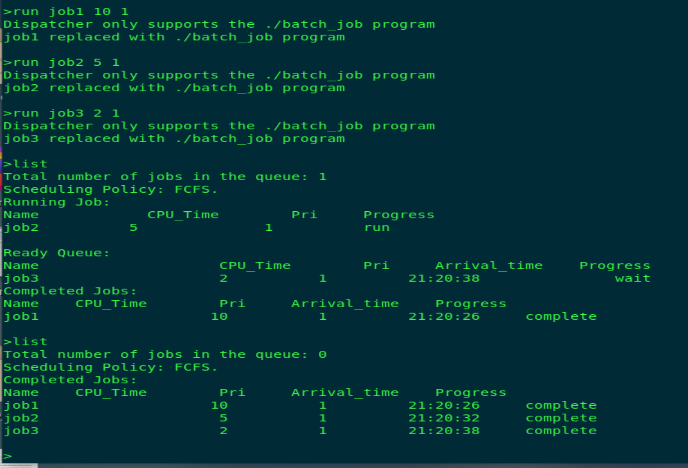 >run job1 10 1
Dispatcher only supports the ./batch_job program
job1 replaced with ./batch_job program
>run job2 5 1
Dispatcher only supports the ./batch_job program
job2 replaced with ./batch_job program
>run job3 2 1
Dispatcher only supports the ./batch_job program
job3 replaced with ./batch_job program
>list
Total number of jobs in the queue: 1
Scheduling Policy: FCFS.
Running Job:
Name CPU_Time Pri Progress
job2 5 1 run
Ready Queue:
Name CPU_Time Pri Arrival_time Progress
job3 2 1 21:20:38 wait
Completed Jobs:
Name CPU_Time Pri Arrival_time Progress
job1 10 1 21:20:26 complete
>list
Total number of jobs in the queue: 0
Scheduling Policy: FCFS.
Completed Jobs:
Name CPU_Time Pri Arrival_time Progress
job1 10 1 21:20:26 complete
job2 5 1 21:20:32 complete
job3 2 1 21:20:38 complete
>